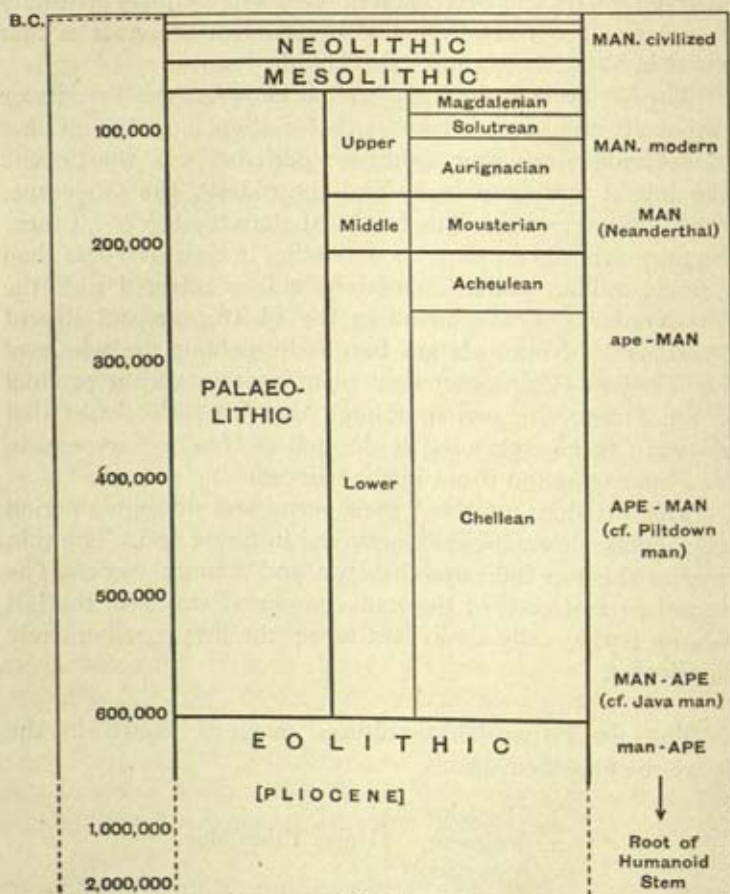 B.C.
NEOLITHIC
MAN. civilized
MESOLITHIC
Magdalenian
100,000
Solutrean
Upper
MAN. modern
Aurignacian
MAN
(Neanderthal)
Middle
Mousterian
200,000
Acheulean
300,000
ape-MAN
PALAEO-
LITHIC
400,000
Lower
APE-MAN
(cf. Piltdown
man)
Chellean
500,000
MAN-APE
(cf. Java man)
600,000
EOLITHIC
man-APE
[PLIOCENE]
1,000,000
Root of
Humanoid
Stem
2,000,000